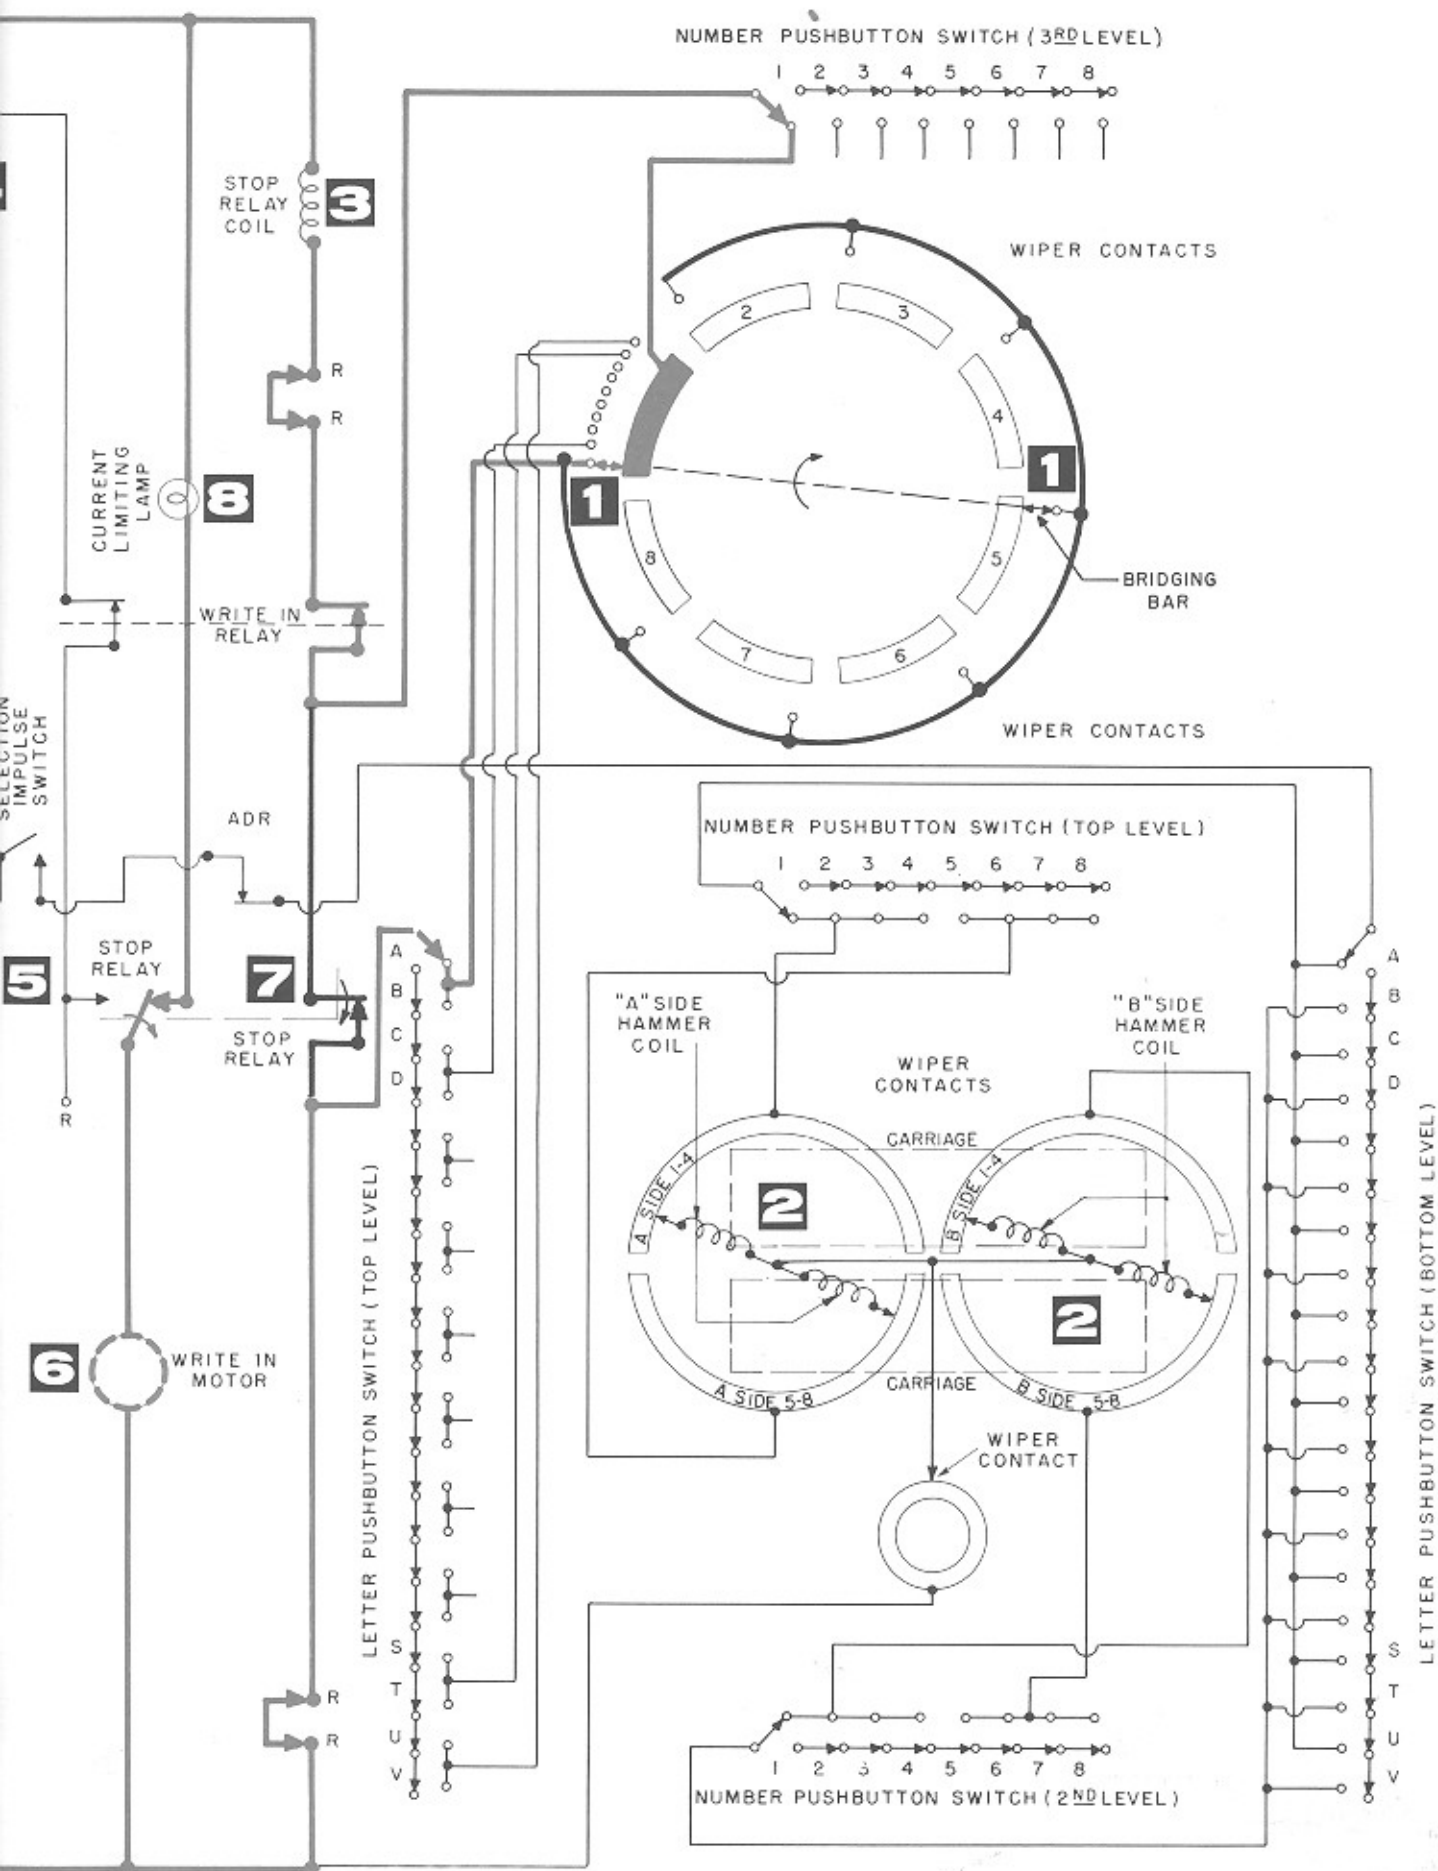 NUMBER PUSHBUTTON SWITCH (3RD LEVEL)
1 2 3 4 5 6 7 8
STOP
RELAY
COIL
3
WIPER CONTACTS
2
3
4
5
6
7
8
R
R
1
1
CURRENT
LIMITING
LAMP
8
BRIDGING
BAR
WRITE IN
RELAY
WIPER CONTACTS
SELECTION
IMPULSE
SWITCH
ADR
NUMBER PUSHBUTTON SWITCH (TOP LEVEL)
1 2 3 4 5 6 7 8
5
STOP
RELAY
7
STOP
RELAY
R
A
B
C
D
S
T
U
V
LETTER PUSHBUTTON SWITCH (TOP LEVEL)
"A" SIDE
HAMMER
COIL
"B" SIDE
HAMMER
COIL
WIPER
CONTACTS
CARRIAGE
A SIDE 1-4
B SIDE 1-4
2
2
A SIDE 5-8
CARRIAGE
B SIDE 5-8
WIPER
CONTACT
6
WRITE IN
MOTOR
R
R
A
B
C
D
S
T
U
V
LETTER PUSHBUTTON SWITCH (BOTTOM LEVEL)
1 2 3 4 5 6 7 8
NUMBER PUSHBUTTON SWITCH (2ND LEVEL)